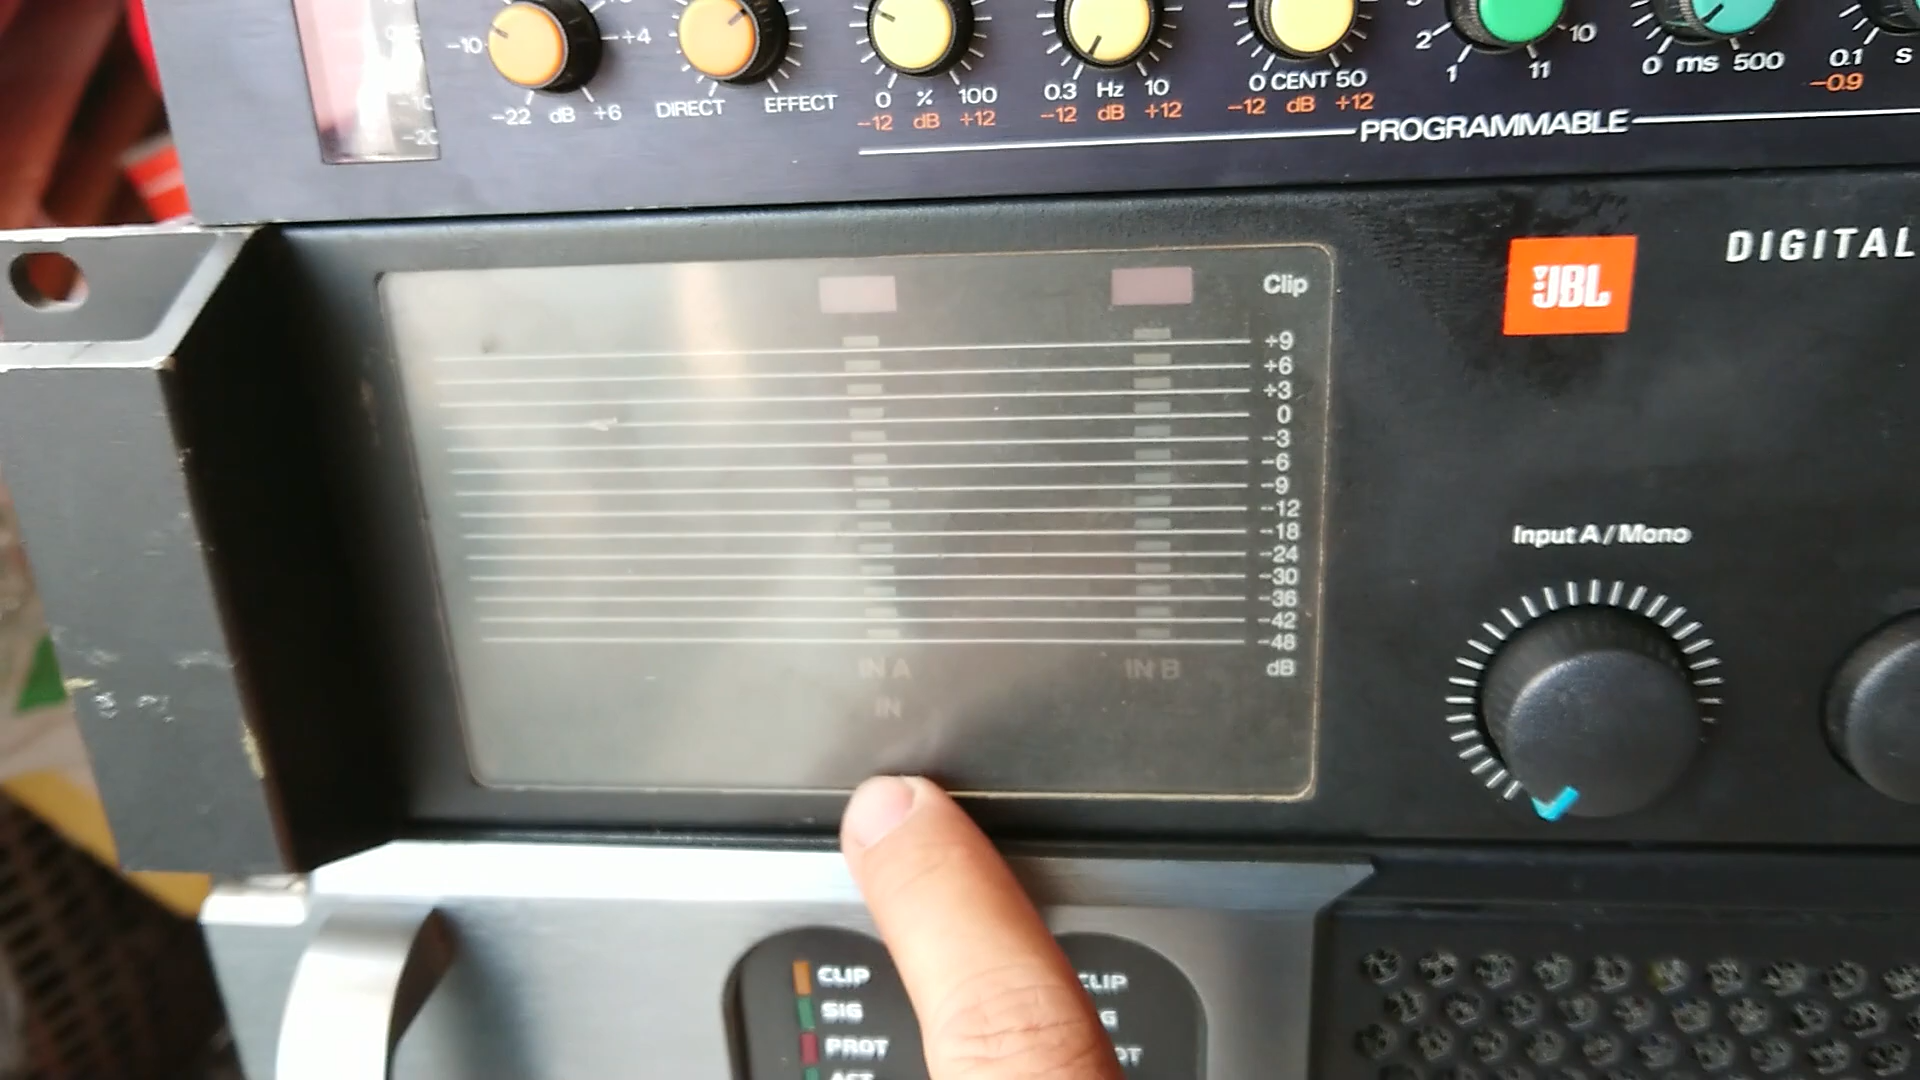 -10
+4
-22 dB +6
DIRECT EFFECT
0 % 100
-12 dB +12
0.3 Hz 10
-12 dB +12
0 CENT 50
-12 dB +12
2 10
1 11
0 ms 500
0.1 s
-0.9
PROGRAMMABLE
-10
-20
Clip
+9
+6
+3
0
-3
-6
-9
-12
-18
-24
-30
-36
-42
-48
dB
IN A IN B
IN
JBL
DIGITAL
Input A / Mono
CLIP
SIG
PROT
CLIP